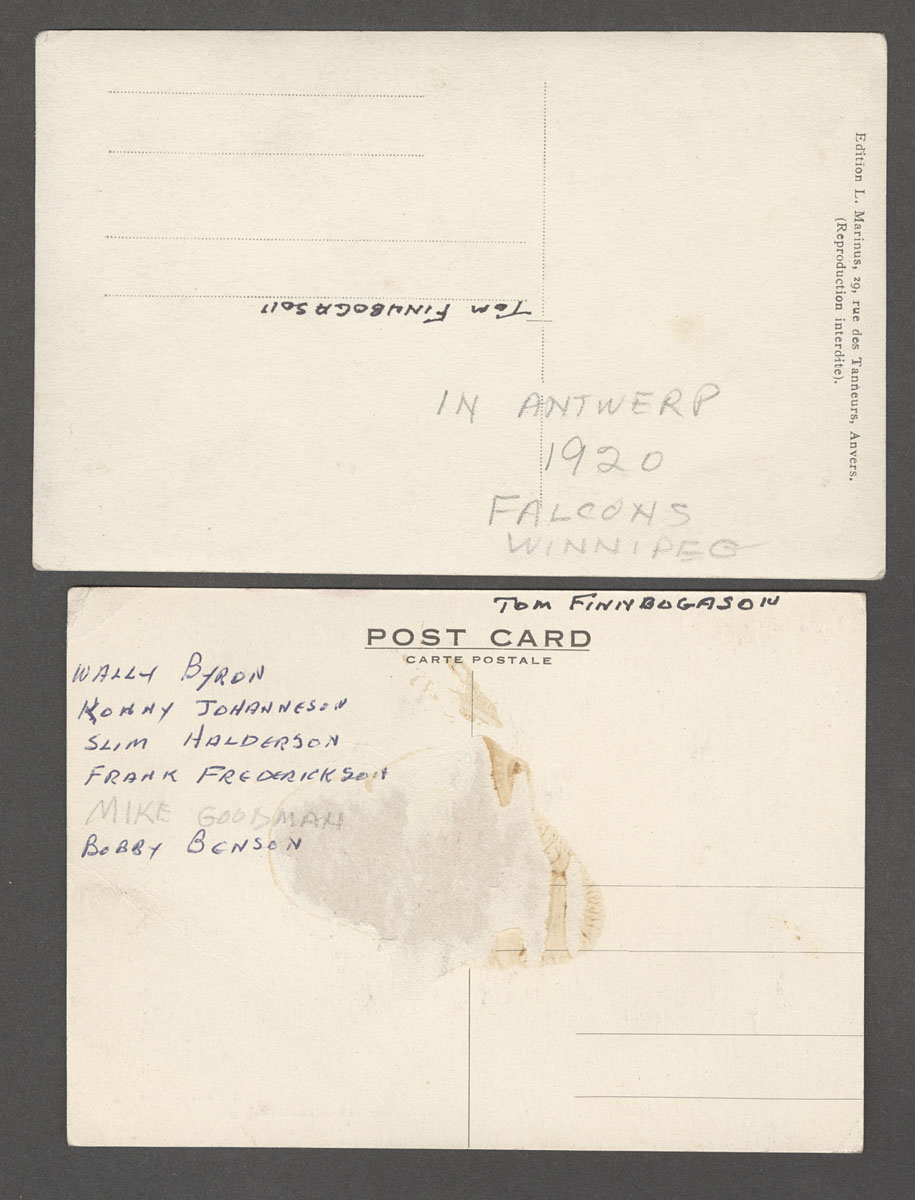 Edition L. Marinus, 29, rue des Tanneurs, Anvers.
(Reproduction interdite).
TOM FINNBOGASON
IN ANTWERP
1920
FALCONS
WINNIPEG
TOM FINNBOGASON
POST CARD
CARTE POSTALE
WALLY BYRON
KONNY JOHANNESON
SLIM HALDERSON
FRANK FREDERICKSON
MIKE GOODMAN
BOBBY BENSON